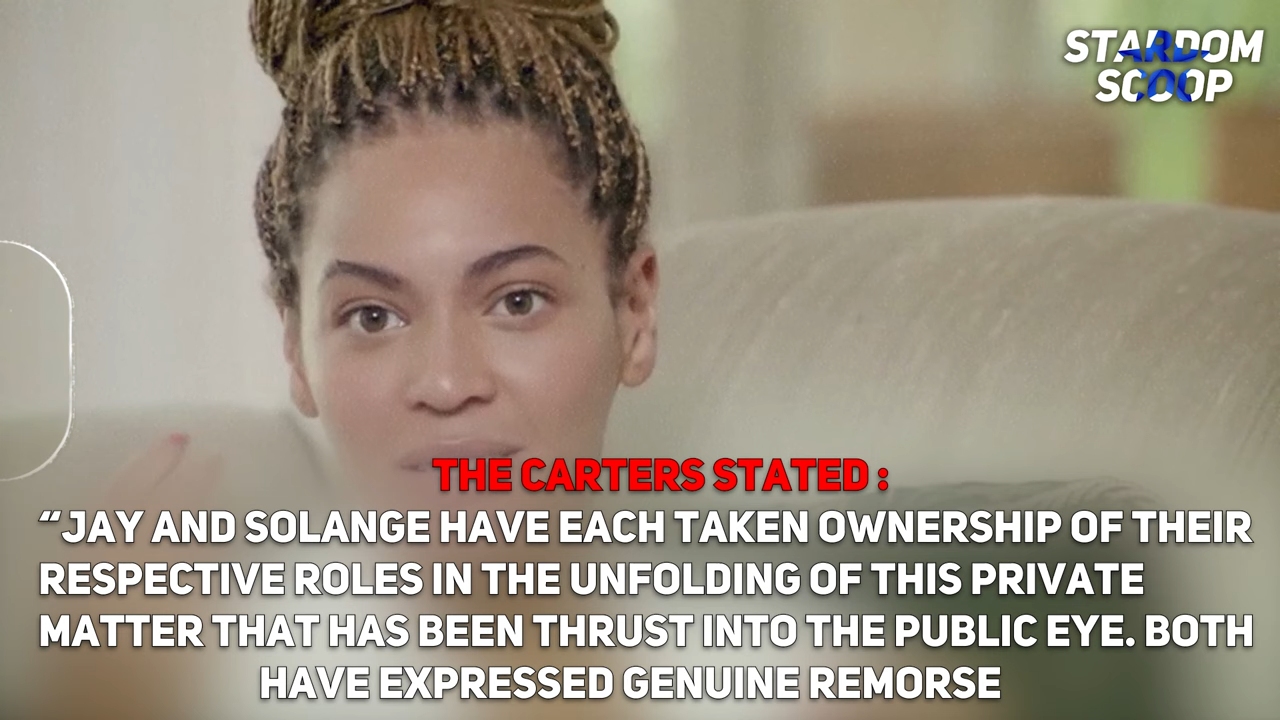 STARDOM
SCOOP
THE CARTERS STATED :
“JAY AND SOLANGE HAVE EACH TAKEN OWNERSHIP OF THEIR
RESPECTIVE ROLES IN THE UNFOLDING OF THIS PRIVATE
MATTER THAT HAS BEEN THRUST INTO THE PUBLIC EYE. BOTH
HAVE EXPRESSED GENUINE REMORSE